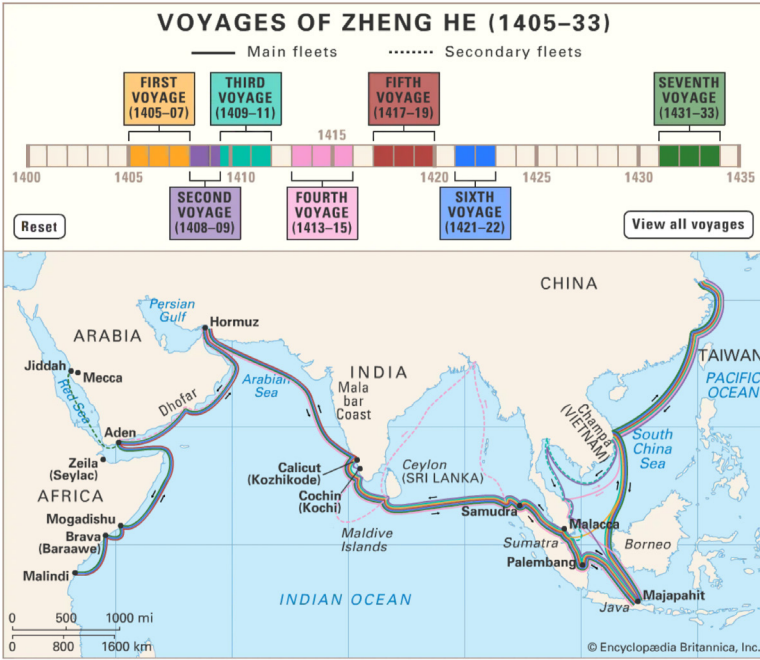 VOYAGES OF ZHENG HE (1405–33)
Main fleets
Secondary fleets
FIRST
VOYAGE
(1405–07)
THIRD
VOYAGE
(1409–11)
FIFTH
VOYAGE
(1417–19)
SEVENTH
VOYAGE
(1431–33)
1415
1400
1405
1410
1420
1425
1430
1435
SECOND
VOYAGE
(1408–09)
FOURTH
VOYAGE
(1413–15)
SIXTH
VOYAGE
(1421–22)
Reset
View all voyages
CHINA
Persian
Gulf
Hormuz
ARABIA
TAIWAN
Jiddah
Mecca
INDIA
Arabian
Sea
PACIFIC
OCEAN
Red Sea
Dhofar
Mala
bar
Coast
Champa
(VIETNAM)
Aden
South
China
Sea
Zeila
(Seylac)
Calicut
(Kozhikode)
Ceylon
(SRI LANKA)
AFRICA
Cochin
(Kochi)
Mogadishu
Samudra
Malacca
Brava
(Baraawe)
Maldive
Islands
Sumatra
Borneo
Malindi
Palembang
INDIAN OCEAN
Majapahit
Java
0 500 1000 mi
0 800 1600 km
© Encyclopædia Britannica, Inc.